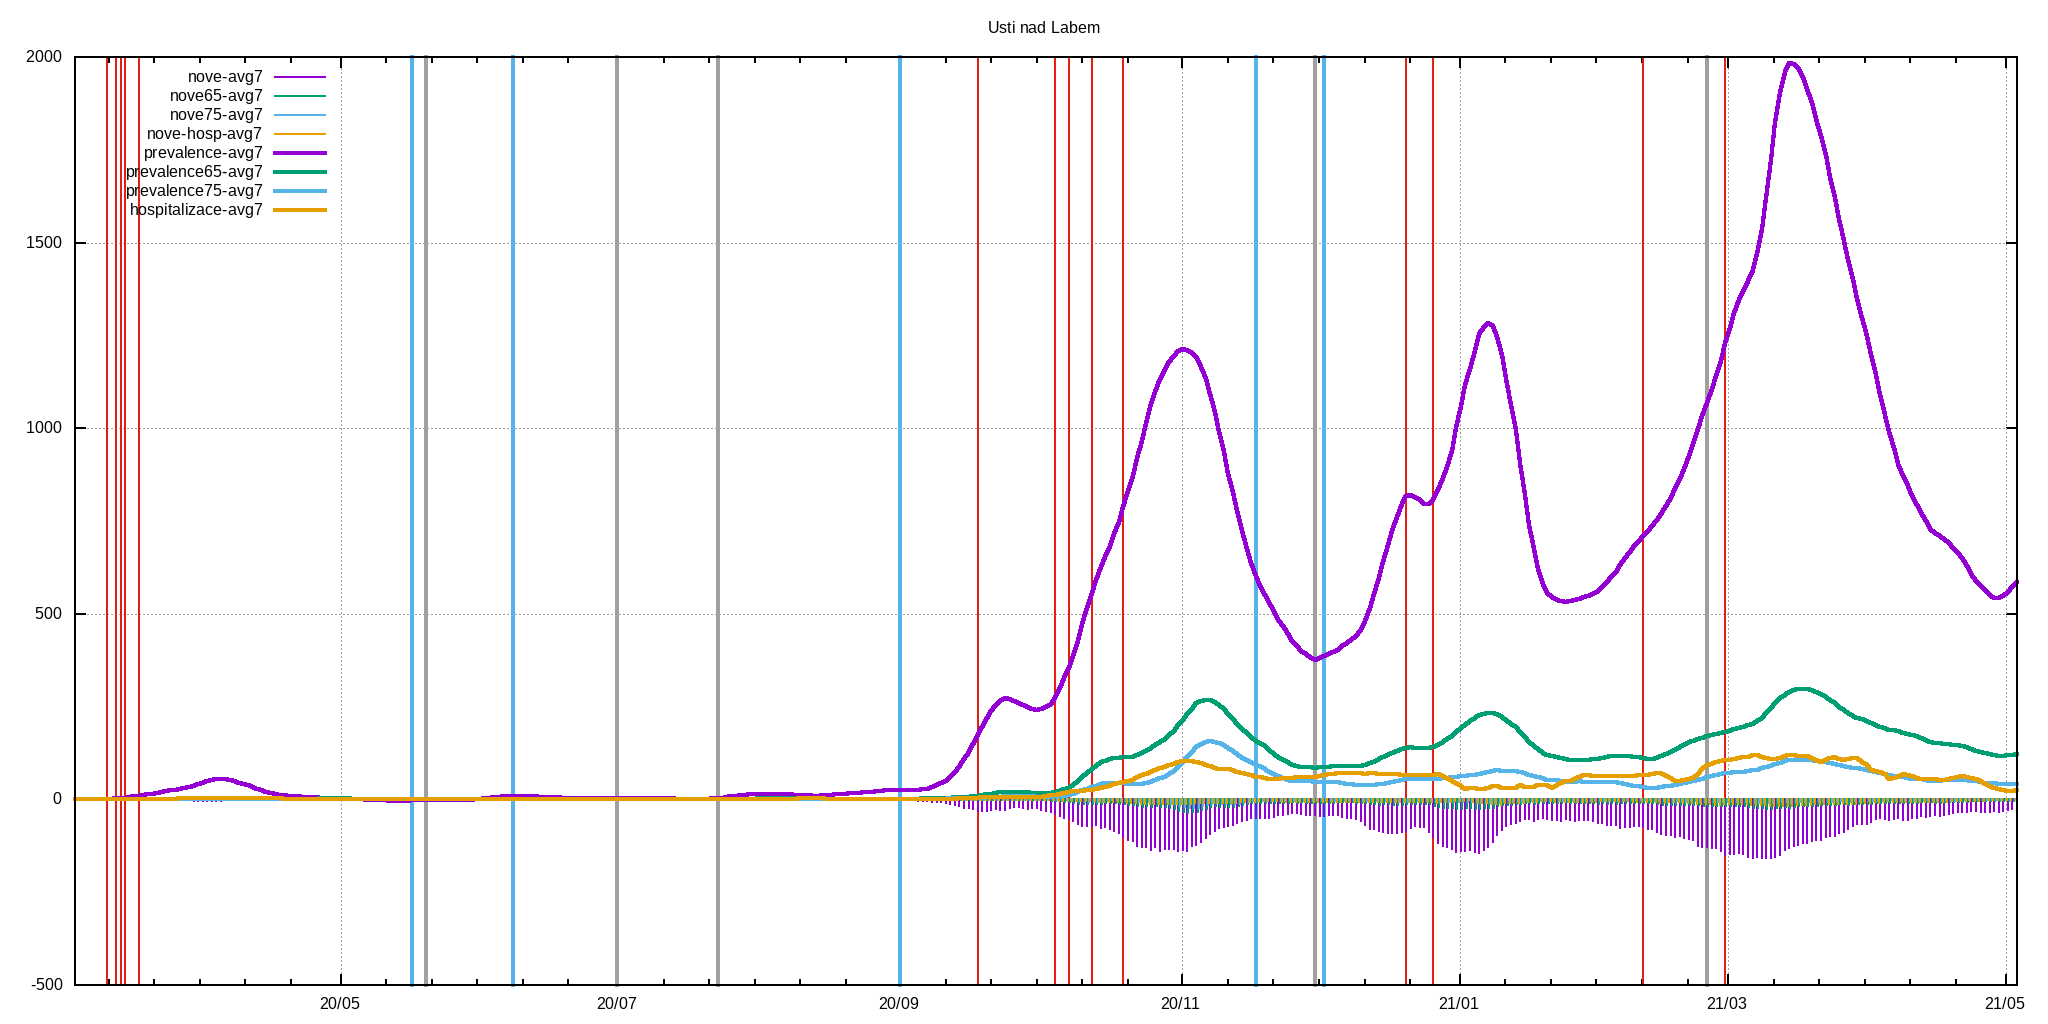 Usti nad Labem
2000
1500
1000
500
0
-500
nove-avg7
nove65-avg7
nove75-avg7
nove-hosp-avg7
prevalence-avg7
prevalence65-avg7
prevalence75-avg7
hospitalizace-avg7
20/05 20/07 20/09 20/11 21/01 21/03 21/05